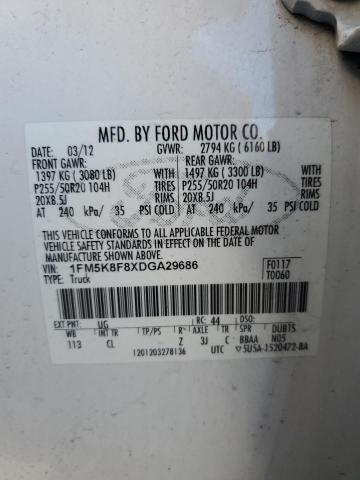 MFD. BY FORD MOTOR CO.
DATE: 03/12 GVWR: 2794 KG ( 6160 LB)
FRONT GAWR: REAR GAWR:
1397 KG ( 3080 LB) WITH 1497 KG ( 3300 LB) WITH
P255/50R20 104H TIRES P255/50R20 104H TIRES
20X8.5J RIMS 20X8.5J RIMS
AT 240 kPa/ 35 PSI COLD AT 240 kPa/ 35 PSI COLD
THIS VEHICLE CONFORMS TO ALL APPLICABLE FEDERAL MOTOR
VEHICLE SAFETY AND THEFT PREVENTION STANDARDS IN EFFECT ON THE DATE OF
MANUFACTURE SHOWN ABOVE.
VIN: 1FM5K8F8XDGA29686 F0117
TYPE: Truck T0060
EXT PNT: UG RC: 44 DSO:
WB INT TR TP/PS R AXLE TR SPR DUBTS
113 CL Z 3J C BBAA N05
1201203278136 UTC 5U5A-1520472-BA